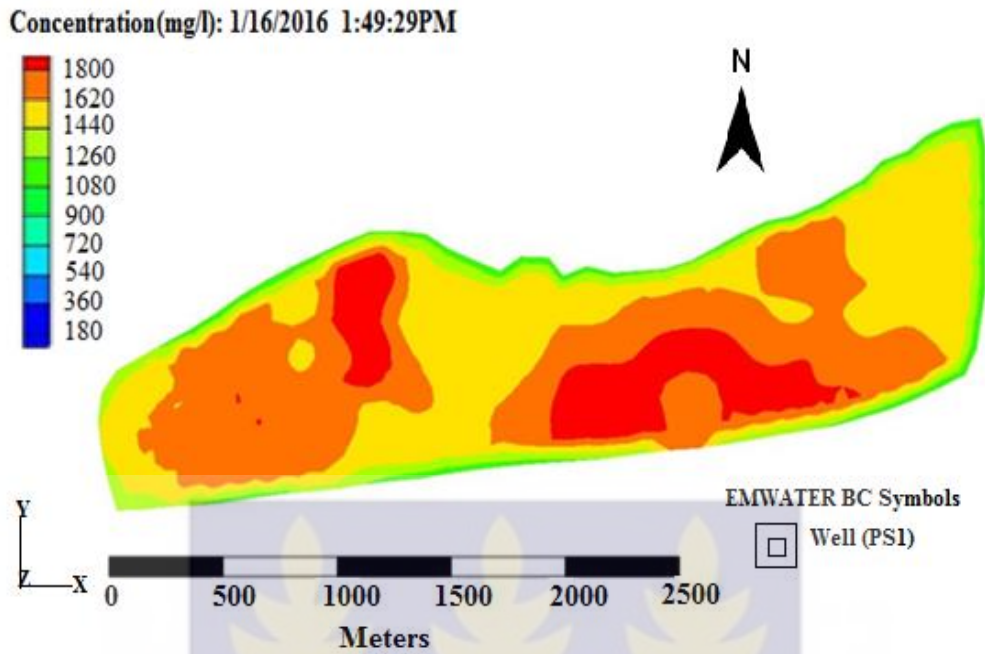 Concentration(mg/l): 1/16/2016 1:49:29PM
1800
1620
1440
1260
1080
900
720
540
360
180
N
EMWATER BC Symbols
Well (PS1)
Y
Z
X
0 500 1000 1500 2000 2500
Meters